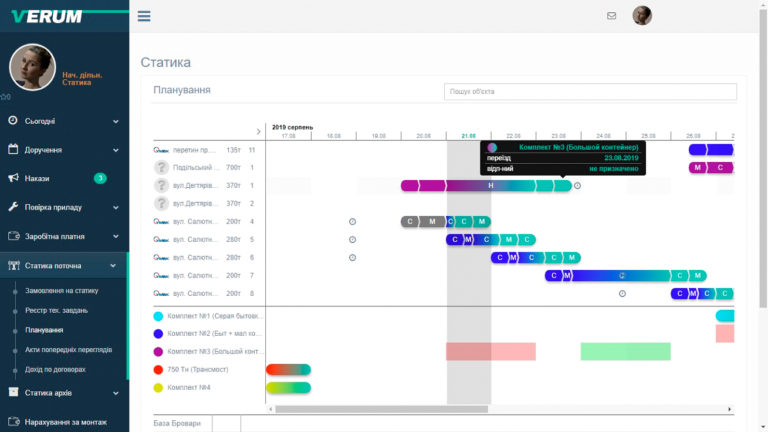 VERUM
Статика
Нач. дільн.
Статика
0
Планування
Пошук об'єкта
Сьогодні
Доручення
Накази
3
Повірка приладу
Заробітна платня
Статика поточна
Замовлення на статику
Реєстр тех. завдань
Планування
Акти попередніх переглядів
Дохід по договорах
Статика архів
Нарахування за монтаж
2019 серпень
17.08 18.08 19.08 20.08 21.08 22.08 23.08 24.08 25.08 26.08 2
Комплект №3 (Большой контейнер)
переїзд 23.08.2019
відп-ний не призначено
перетин пр.... 135т 11
Подільський ... 700т 1 М С
вул.Дегтярів... 370т 1 Н
вул.Дегтярів... 370т 2
вул. Салютн... 200т 4 С М С С М
вул. Салютн... 280т 5 С М С М С
вул. Салютн... 280т 6 С М С С М
вул. Салютн... 200т 7 С М
вул. Салютн... 200т 8 С М С С
Комплект №1 (Серая бытовк...
Комплект №2 (Быт + мал ко...
Комплект №3 (Большой конт...
750 Тн (Трансмост)
Комплект №4
База Бровари